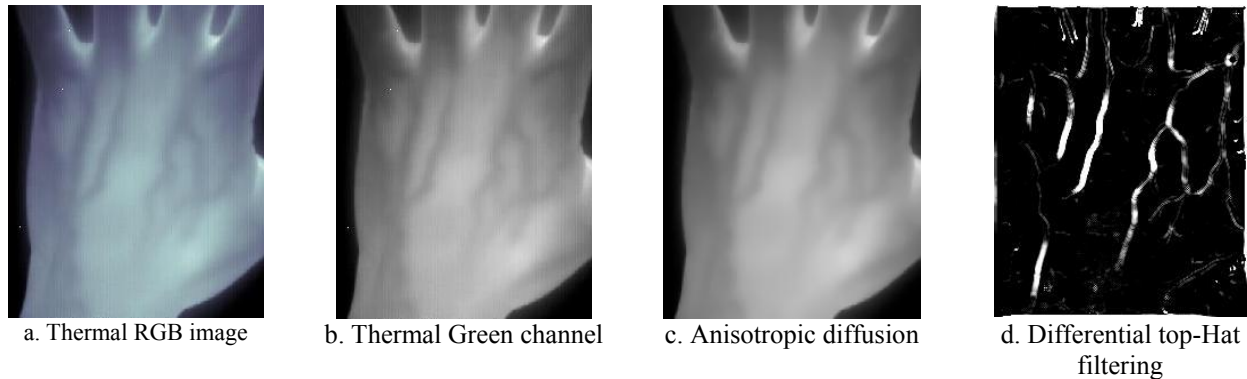 a. Thermal RGB image
b. Thermal Green channel
c. Anisotropic diffusion
d. Differential top-Hat
filtering